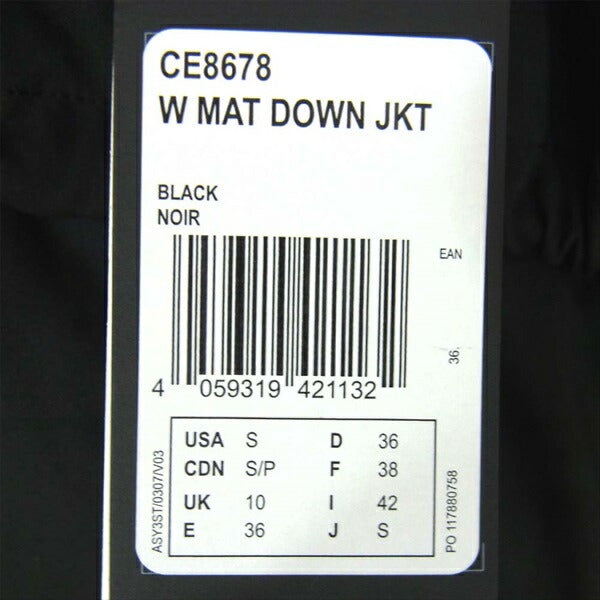 CE8678
W MAT DOWN JKT
BLACK
NOIR
EAN
36.
4 059319 421132
USA S D 36
CDN S/P F 38
UK 10 I 42
E 36 J S
ASY3ST/0307/V03
PO 117880758